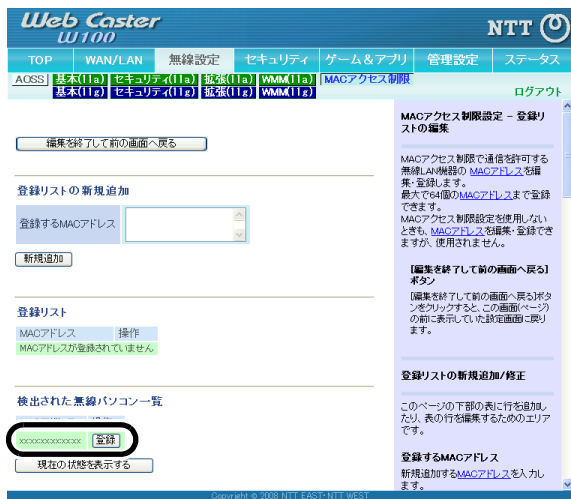 Web Caster
W100
NTT
TOP WAN/LAN 無線設定 セキュリティ ゲーム&アプリ 管理設定 ステータス
AOSS 基本(11a) セキュリティ(11a) 拡張(11a) WMM(11a) MACアクセス制限
基本(11g) セキュリティ(11g) 拡張(11g) WMM(11g)
ログアウト
編集を終了して前の画面へ戻る
登録リストの新規追加
登録するMACアドレス
新規追加
登録リスト
MACアドレス 操作
MACアドレスが登録されていません
検出された無線パソコン一覧
xxxxxxxxxxxx 登録
現在の状態を表示する
MACアクセス制限設定 - 登録リ
ストの編集
MACアクセス制限で通信を許可する
無線LAN機器の MACアドレスを編
集・登録します。
最大で64個のMACアドレスまで登録
できます。
MACアクセス制限設定を使用しない
ときも、MACアドレスを編集・登録でき
ますが、使用されません。
[編集を終了して前の画面へ戻る]
ボタン
[編集を終了して前の画面へ戻る]ボタ
ンをクリックすると、この画面(ページ)
の前に表示していた設定画面に戻り
ます。
登録リストの新規追加/修正
このページの下部の表に行を追加し
たり、表の行を編集するためのエリア
です。
登録するMACアドレス
新規追加するMACアドレスを入力し
ます。
Copyright © 2008 NTT EAST・NTT WEST